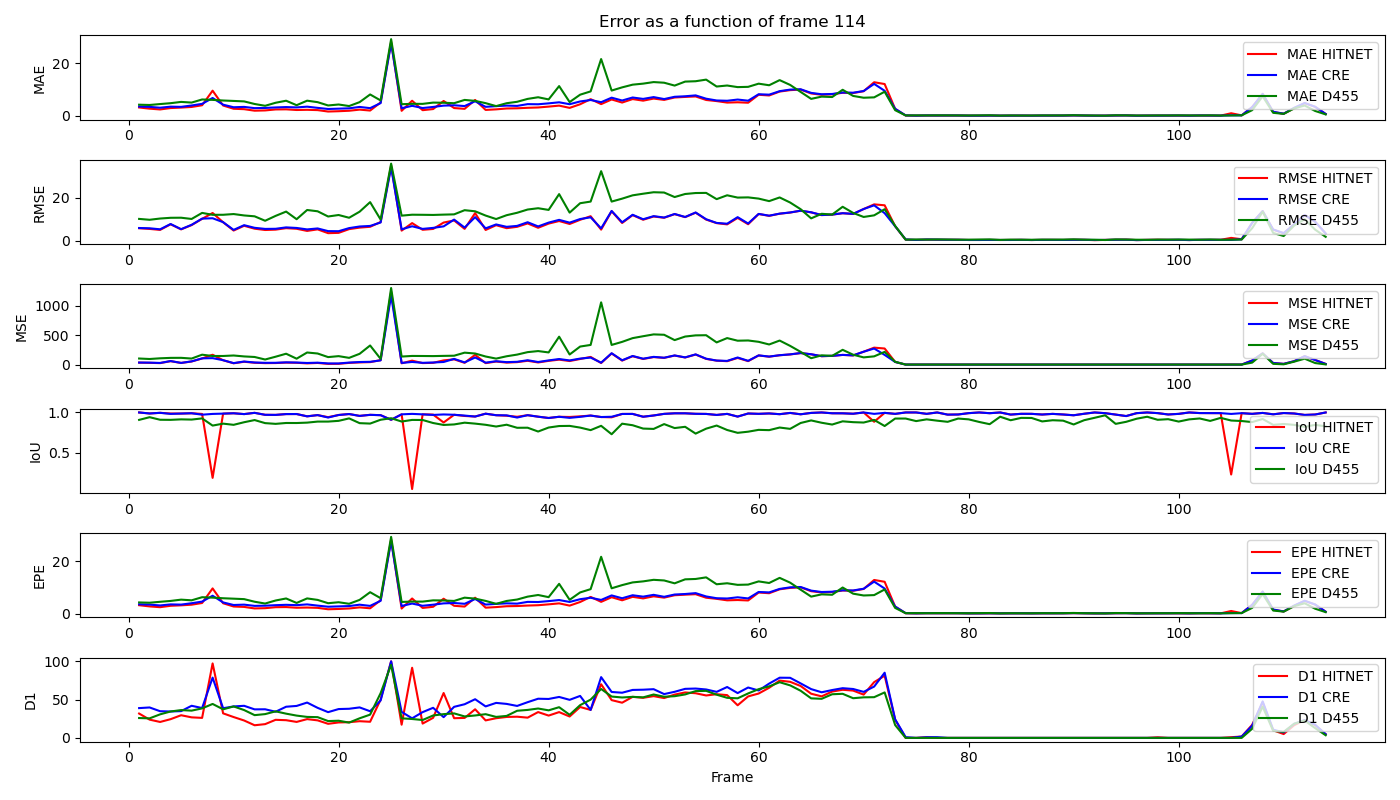 Error as a function of frame 114
MAE
20
0
MAE HITNET
MAE CRE
MAE D455
0 20 40 60 80 100
RMSE
20
0
RMSE HITNET
RMSE CRE
RMSE D455
0 20 40 60 80 100
MSE
1000
500
0
MSE HITNET
MSE CRE
MSE D455
0 20 40 60 80 100
IoU
1.0
0.5
IoU HITNET
IoU CRE
IoU D455
0 20 40 60 80 100
EPE
20
0
EPE HITNET
EPE CRE
EPE D455
0 20 40 60 80 100
D1
100
50
0
D1 HITNET
D1 CRE
D1 D455
0 20 40 60 80 100
Frame